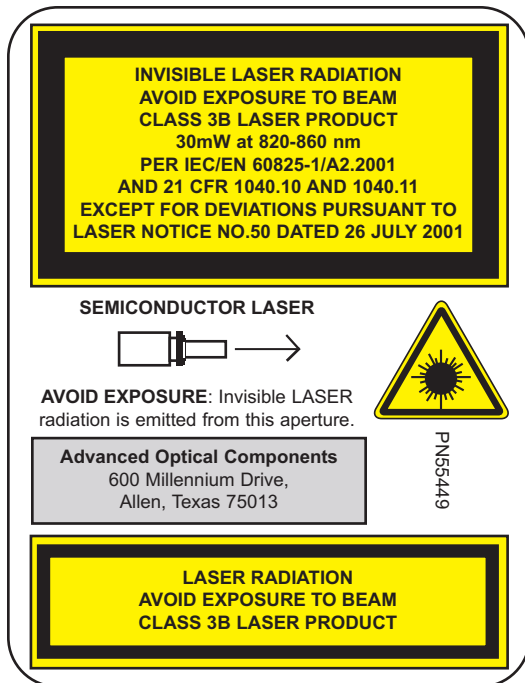 INVISIBLE LASER RADIATION
AVOID EXPOSURE TO BEAM
CLASS 3B LASER PRODUCT
30mW at 820-860 nm
PER IEC/EN 60825-1/A2.2001
AND 21 CFR 1040.10 AND 1040.11
EXCEPT FOR DEVIATIONS PURSUANT TO
LASER NOTICE NO.50 DATED 26 JULY 2001
SEMICONDUCTOR LASER
AVOID EXPOSURE: Invisible LASER
radiation is emitted from this aperture.
PN55449
Advanced Optical Components
600 Millennium Drive,
Allen, Texas 75013
LASER RADIATION
AVOID EXPOSURE TO BEAM
CLASS 3B LASER PRODUCT